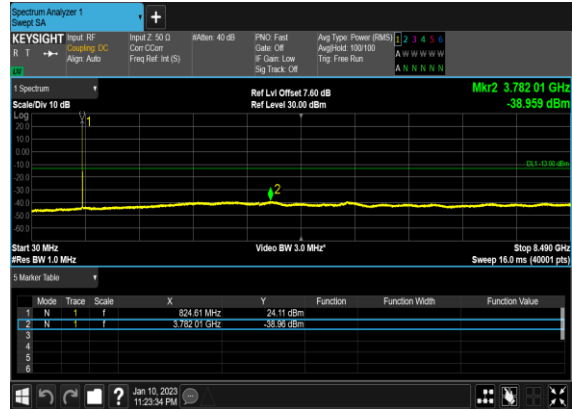 Spectrum Analyzer 1
Swept SA
+
KEYSIGHT
R T
Input: RF
Coupling: DC
Align: Auto
Input Z: 50 Ω
Corr CCorr
Freq Ref: Int (S)
#Atten: 40 dB
PNO: Fast
Gate: Off
IF Gain: Low
Sig Track: Off
Avg Type: Power (RMS)
Avg|Hold: 100/100
Trig: Free Run
1 2 3 4 5 6
A W W W W W
A N N N N N
1 Spectrum
Scale/Div 10 dB
Ref Lvl Offset 7.60 dB
Ref Level 30.00 dBm
Mkr2 3.782 01 GHz
-38.959 dBm
Log
20.0
10.0
0.00
-10.0
-20.0
-30.0
-40.0
-50.0
-60.0
1
2
DL1 -13.00 dBm
Start 30 MHz
#Res BW 1.0 MHz
Video BW 3.0 MHz*
Stop 8.490 GHz
Sweep 16.0 ms (40001 pts)
5 Marker Table
Mode Trace Scale X Y Function Function Width Function Value
1 N 1 f 824.61 MHz 24.11 dBm
2 N 1 f 3.782 01 GHz -38.96 dBm
3
4
5
6
?
Jan 10, 2023
11:23:34 PM